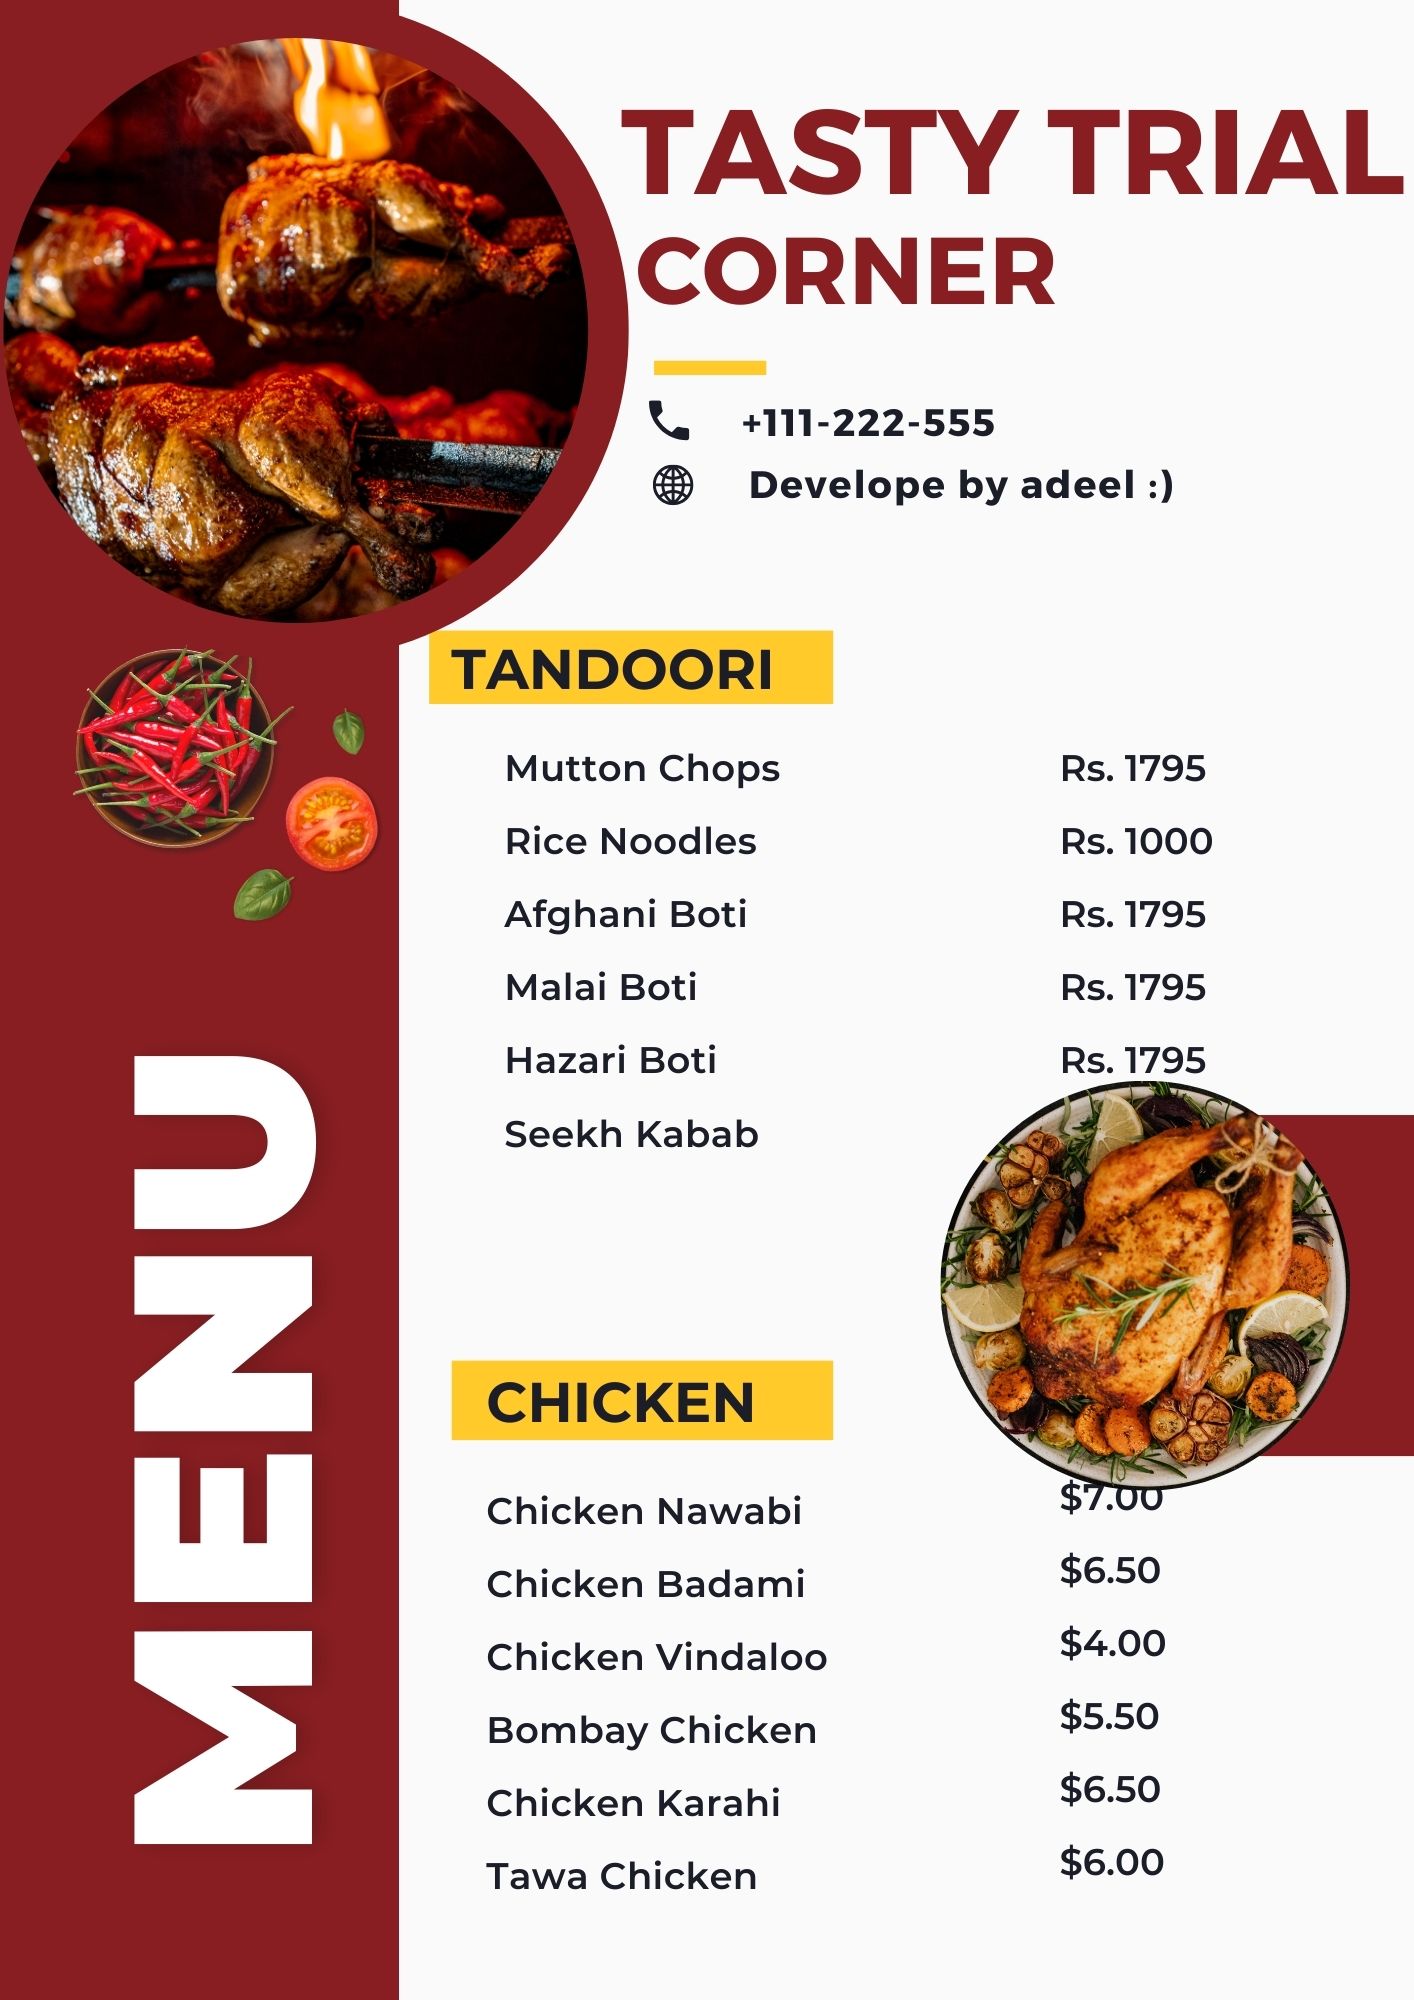 TASTY TRIAL
CORNER
+111-222-555
Develope by adeel :)
TANDOORI
Mutton Chops Rs. 1795
Rice Noodles Rs. 1000
Afghani Boti Rs. 1795
Malai Boti Rs. 1795
Hazari Boti Rs. 1795
Seekh Kabab
MENU
CHICKEN
Chicken Nawabi $7.00
Chicken Badami $6.50
Chicken Vindaloo $4.00
Bombay Chicken $5.50
Chicken Karahi $6.50
Tawa Chicken $6.00